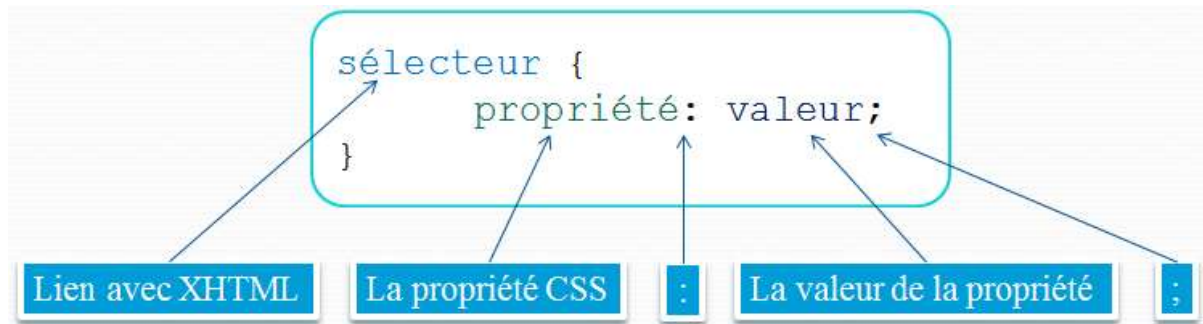 sélecteur {
propriété: valeur;
}
Lien avec XHTML La propriété CSS : La valeur de la propriété ;